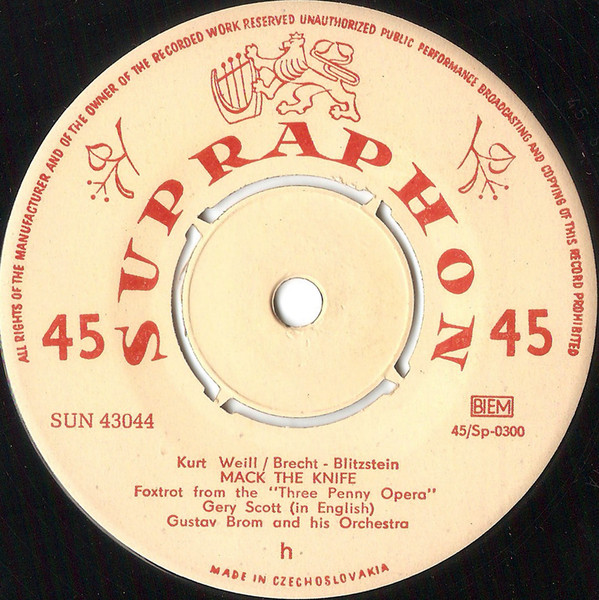 ALL RIGHTS OF THE MANUFACTURER AND OF THE OWNER OF THE RECORDED WORK RESERVED UNAUTHORIZED PUBLIC PERFORMANCE BROADCASTING AND COPYING OF THIS RECORD PROHIBITED
SUPRAPHON
45
45
SUN 43044
BIEM
45/Sp-0300
Kurt Weill / Brecht - Blitzstein
MACK THE KNIFE
Foxtrot from the "Three Penny Opera"
Gery Scott (in English)
Gustav Brom and his Orchestra
h
MADE IN CZECHOSLOVAKIA